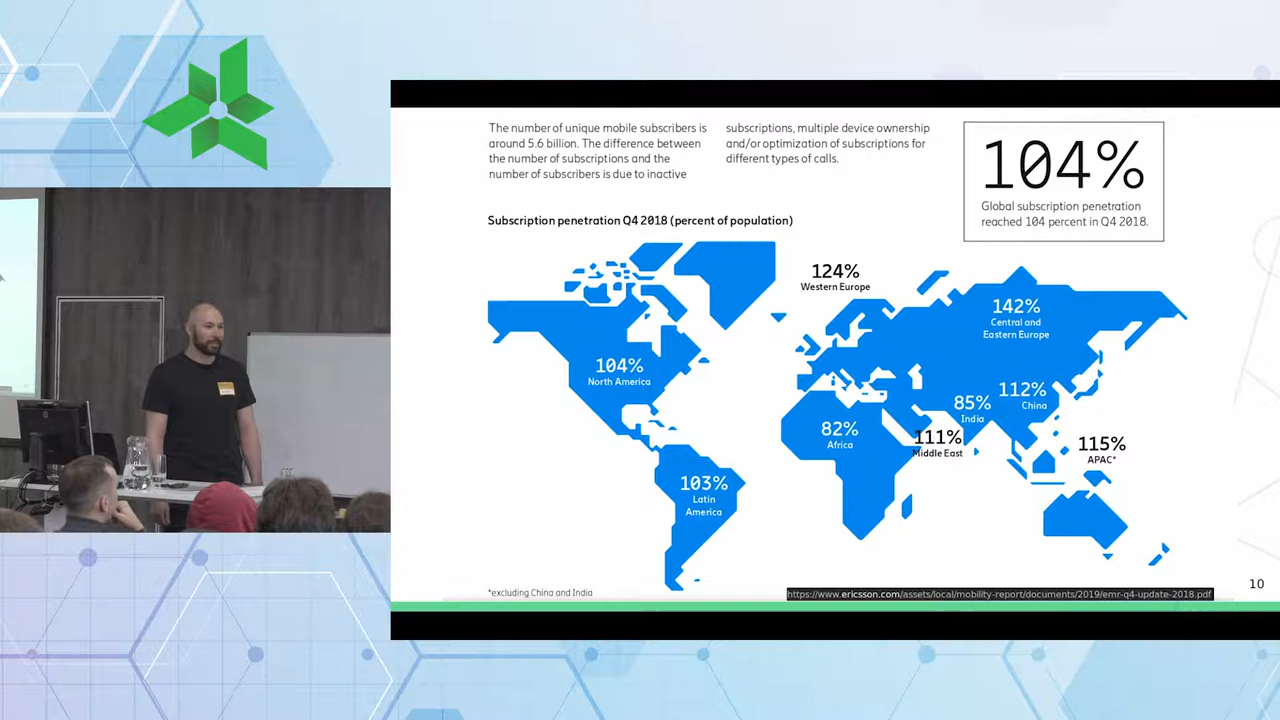 The number of unique mobile subscribers is
around 5.6 billion. The difference between
the number of subscriptions and the
number of subscribers is due to inactive
subscriptions, multiple device ownership
and/or optimization of subscriptions for
different types of calls.
104%
Global subscription penetration
reached 104 percent in Q4 2018.
Subscription penetration Q4 2018 (percent of population)
124%
Western Europe
142%
Central and
Eastern Europe
104%
North America
112%
China
85%
India
82%
Africa
111%
Middle East
115%
APAC*
103%
Latin
America
*excluding China and India
https://www.ericsson.com/assets/local/mobility-report/documents/2019/emr-q4-update-2018.pdf
10